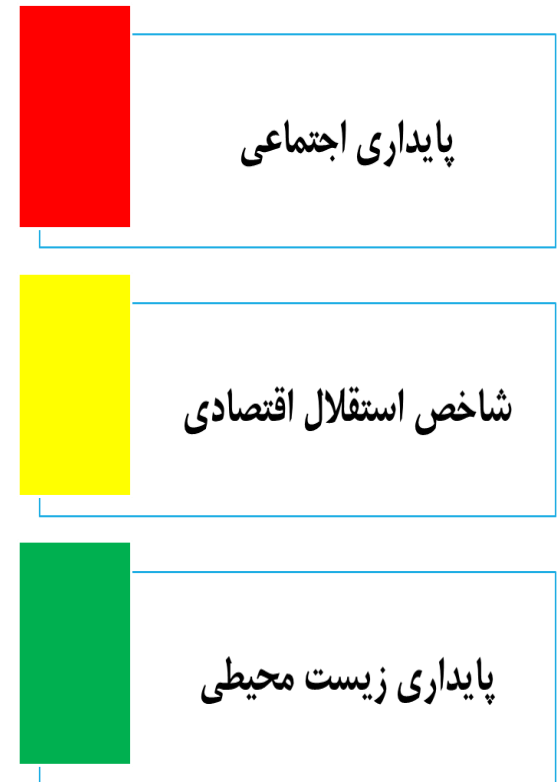 پایداری اجتماعی
شاخص استقلال اقتصادی
پایداری زیست محیطی